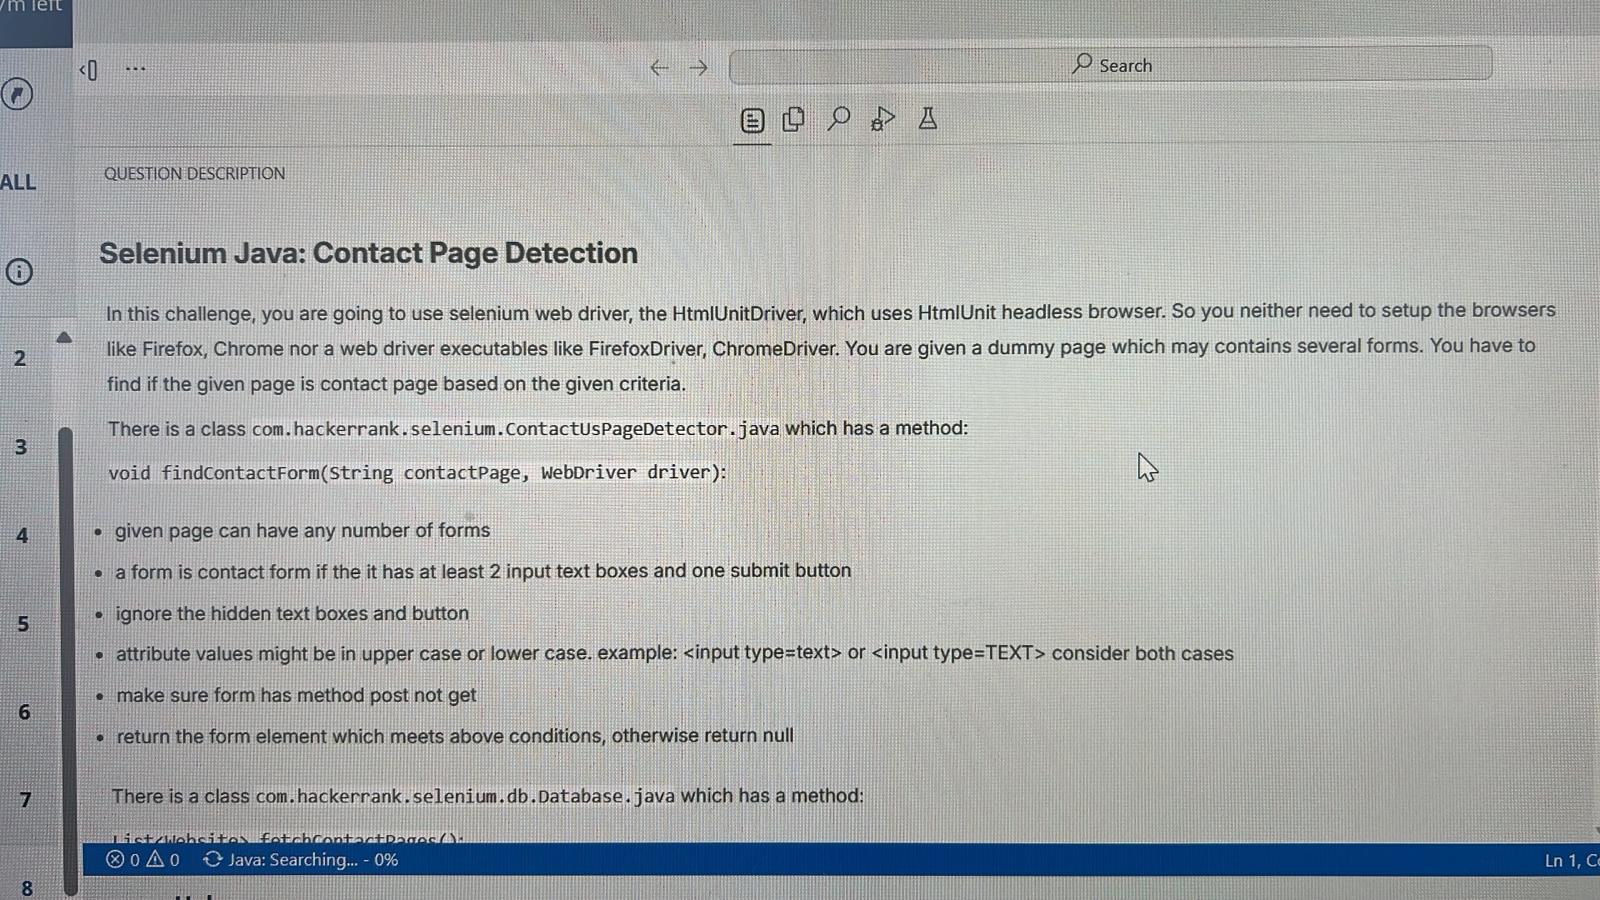 m left
Search
ALL
QUESTION DESCRIPTION
Selenium Java: Contact Page Detection
In this challenge, you are going to use selenium web driver, the HtmlUnitDriver, which uses HtmlUnit headless browser. So you neither need to setup the browsers
like Firefox, Chrome nor a web driver executables like FirefoxDriver, ChromeDriver. You are given a dummy page which may contains several forms. You have to
find if the given page is contact page based on the given criteria.
There is a class com.hackerrank.selenium.ContactUsPageDetector.java which has a method:
void findContactForm(String contactPage, WebDriver driver):
• given page can have any number of forms
• a form is contact form if the it has at least 2 input text boxes and one submit button
• ignore the hidden text boxes and button
• attribute values might be in upper case or lower case. example: <input type=text> or <input type=TEXT> consider both cases
• make sure form has method post not get
• return the form element which meets above conditions, otherwise return null
There is a class com.hackerrank.selenium.db.Database.java which has a method:
List<Website> fetchContactPages():
2
3
4
5
6
7
8
0 0 Java: Searching... - 0%
Ln 1, Co